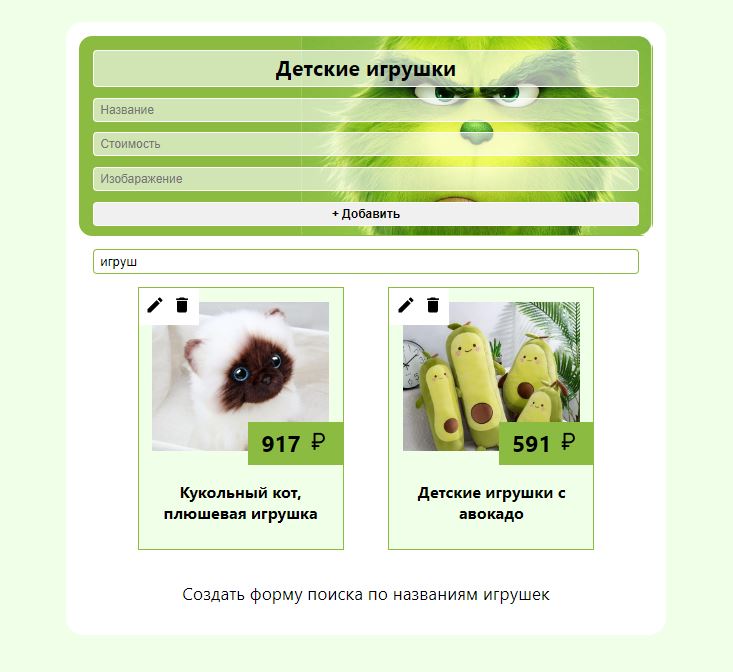 Детские игрушки
Название
Стоимость
Изобаражение
+ Добавить
игруш
917 ₽
591 ₽
Кукольный кот,
плюшевая игрушка
Детские игрушки с
авокадо
Создать форму поиска по названиям игрушек